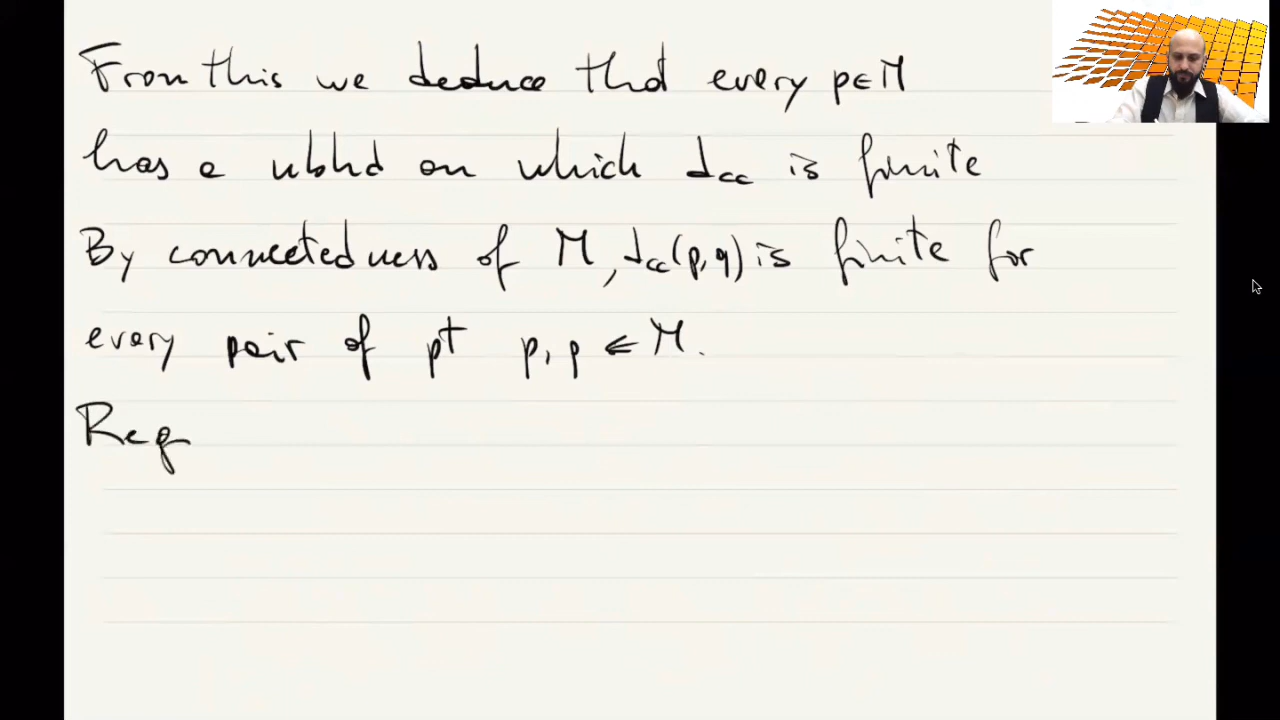 From this we deduce that every p∈M
has a nbhd on which dcc is finite
By connectedness of M, dcc(p,q) is finite for
every pair of pt p, p ∈ M.
Reg